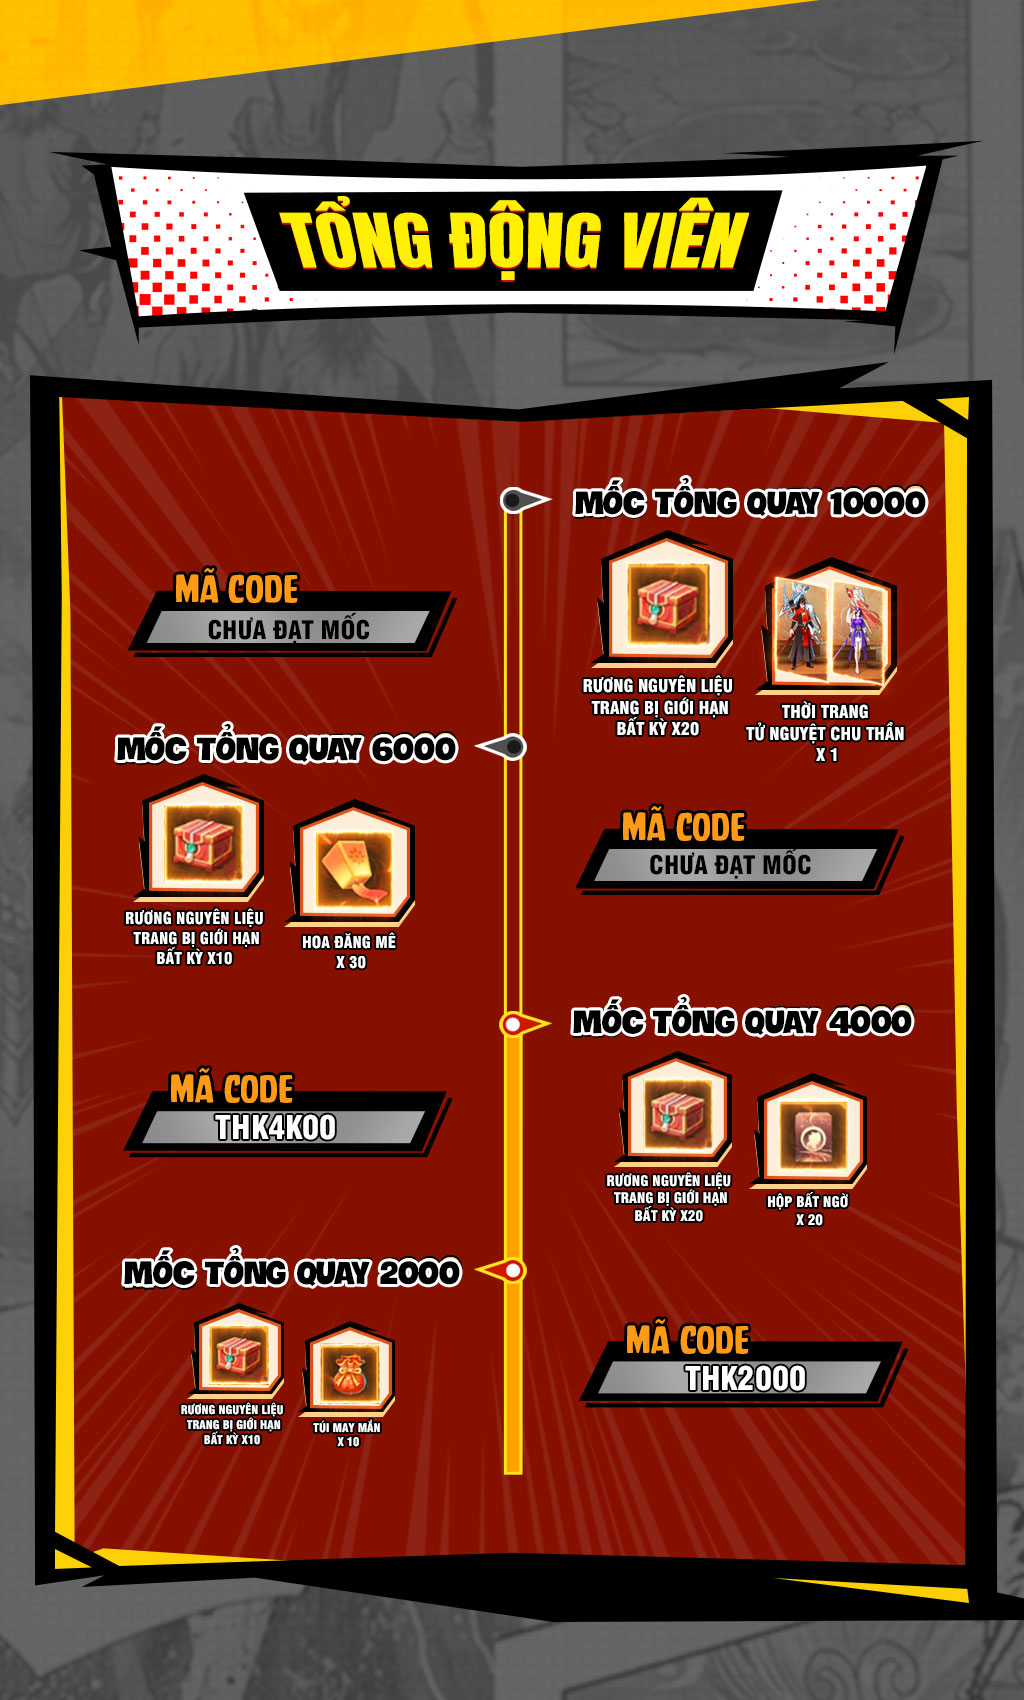 TỔNG ĐỘNG VIÊN
MỐC TỔNG QUAY 10000
RƯƠNG NGUYÊN LIỆU
TRANG BỊ GIỚI HẠN
BẤT KỲ X20
THỜI TRANG
TỬ NGUYỆT CHU THẦN
X 1
MÃ CODE
CHƯA ĐẠT MỐC
MỐC TỔNG QUAY 6000
RƯƠNG NGUYÊN LIỆU
TRANG BỊ GIỚI HẠN
BẤT KỲ X10
HOA ĐĂNG MÊ
X 30
MÃ CODE
CHƯA ĐẠT MỐC
MỐC TỔNG QUAY 4000
RƯƠNG NGUYÊN LIỆU
TRANG BỊ GIỚI HẠN
BẤT KỲ X20
HỘP BẤT NGỜ
X 20
MÃ CODE
THK4K00
MỐC TỔNG QUAY 2000
RƯƠNG NGUYÊN LIỆU
TRANG BỊ GIỚI HẠN
BẤT KỲ X10
TÚI MAY MẮN
X 10
MÃ CODE
THK2000